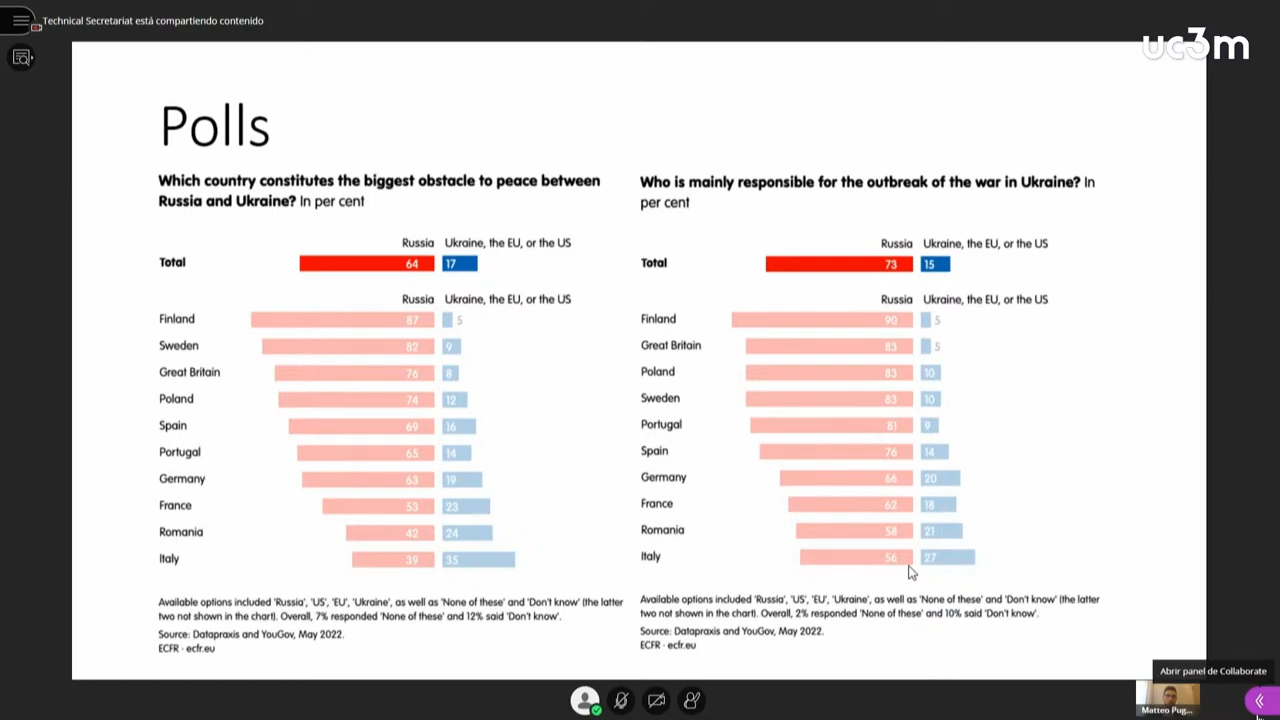 Technical Secretariat está compartiendo contenido
uc3m
Polls
Which country constitutes the biggest obstacle to peace between
Russia and Ukraine? In per cent
Russia Ukraine, the EU, or the US
Total 64 17
Russia Ukraine, the EU, or the US
Finland 87 5
Sweden 82 9
Great Britain 76 8
Poland 74 12
Spain 69 16
Portugal 65 14
Germany 63 19
France 53 23
Romania 42 24
Italy 39 35
Available options included 'Russia', 'US', 'EU', 'Ukraine', as well as 'None of these' and 'Don't know' (the latter
two not shown in the chart). Overall, 7% responded 'None of these' and 12% said 'Don't know'.
Source: Datapraxis and YouGov, May 2022.
ECFR · ecfr.eu
Who is mainly responsible for the outbreak of the war in Ukraine? In
per cent
Russia Ukraine, the EU, or the US
Total 73 15
Russia Ukraine, the EU, or the US
Finland 90 5
Great Britain 83 5
Poland 83 10
Sweden 83 10
Portugal 81 9
Spain 76 14
Germany 66 20
France 62 18
Romania 58 21
Italy 56 27
Available options included 'Russia', 'US', 'EU', 'Ukraine', as well as 'None of these' and 'Don't know' (the latter
two not shown in the chart). Overall, 2% responded 'None of these' and 10% said 'Don't know'.
Source: Datapraxis and YouGov, May 2022.
ECFR · ecfr.eu
Abrir panel de Collaborate
Matteo Pug...